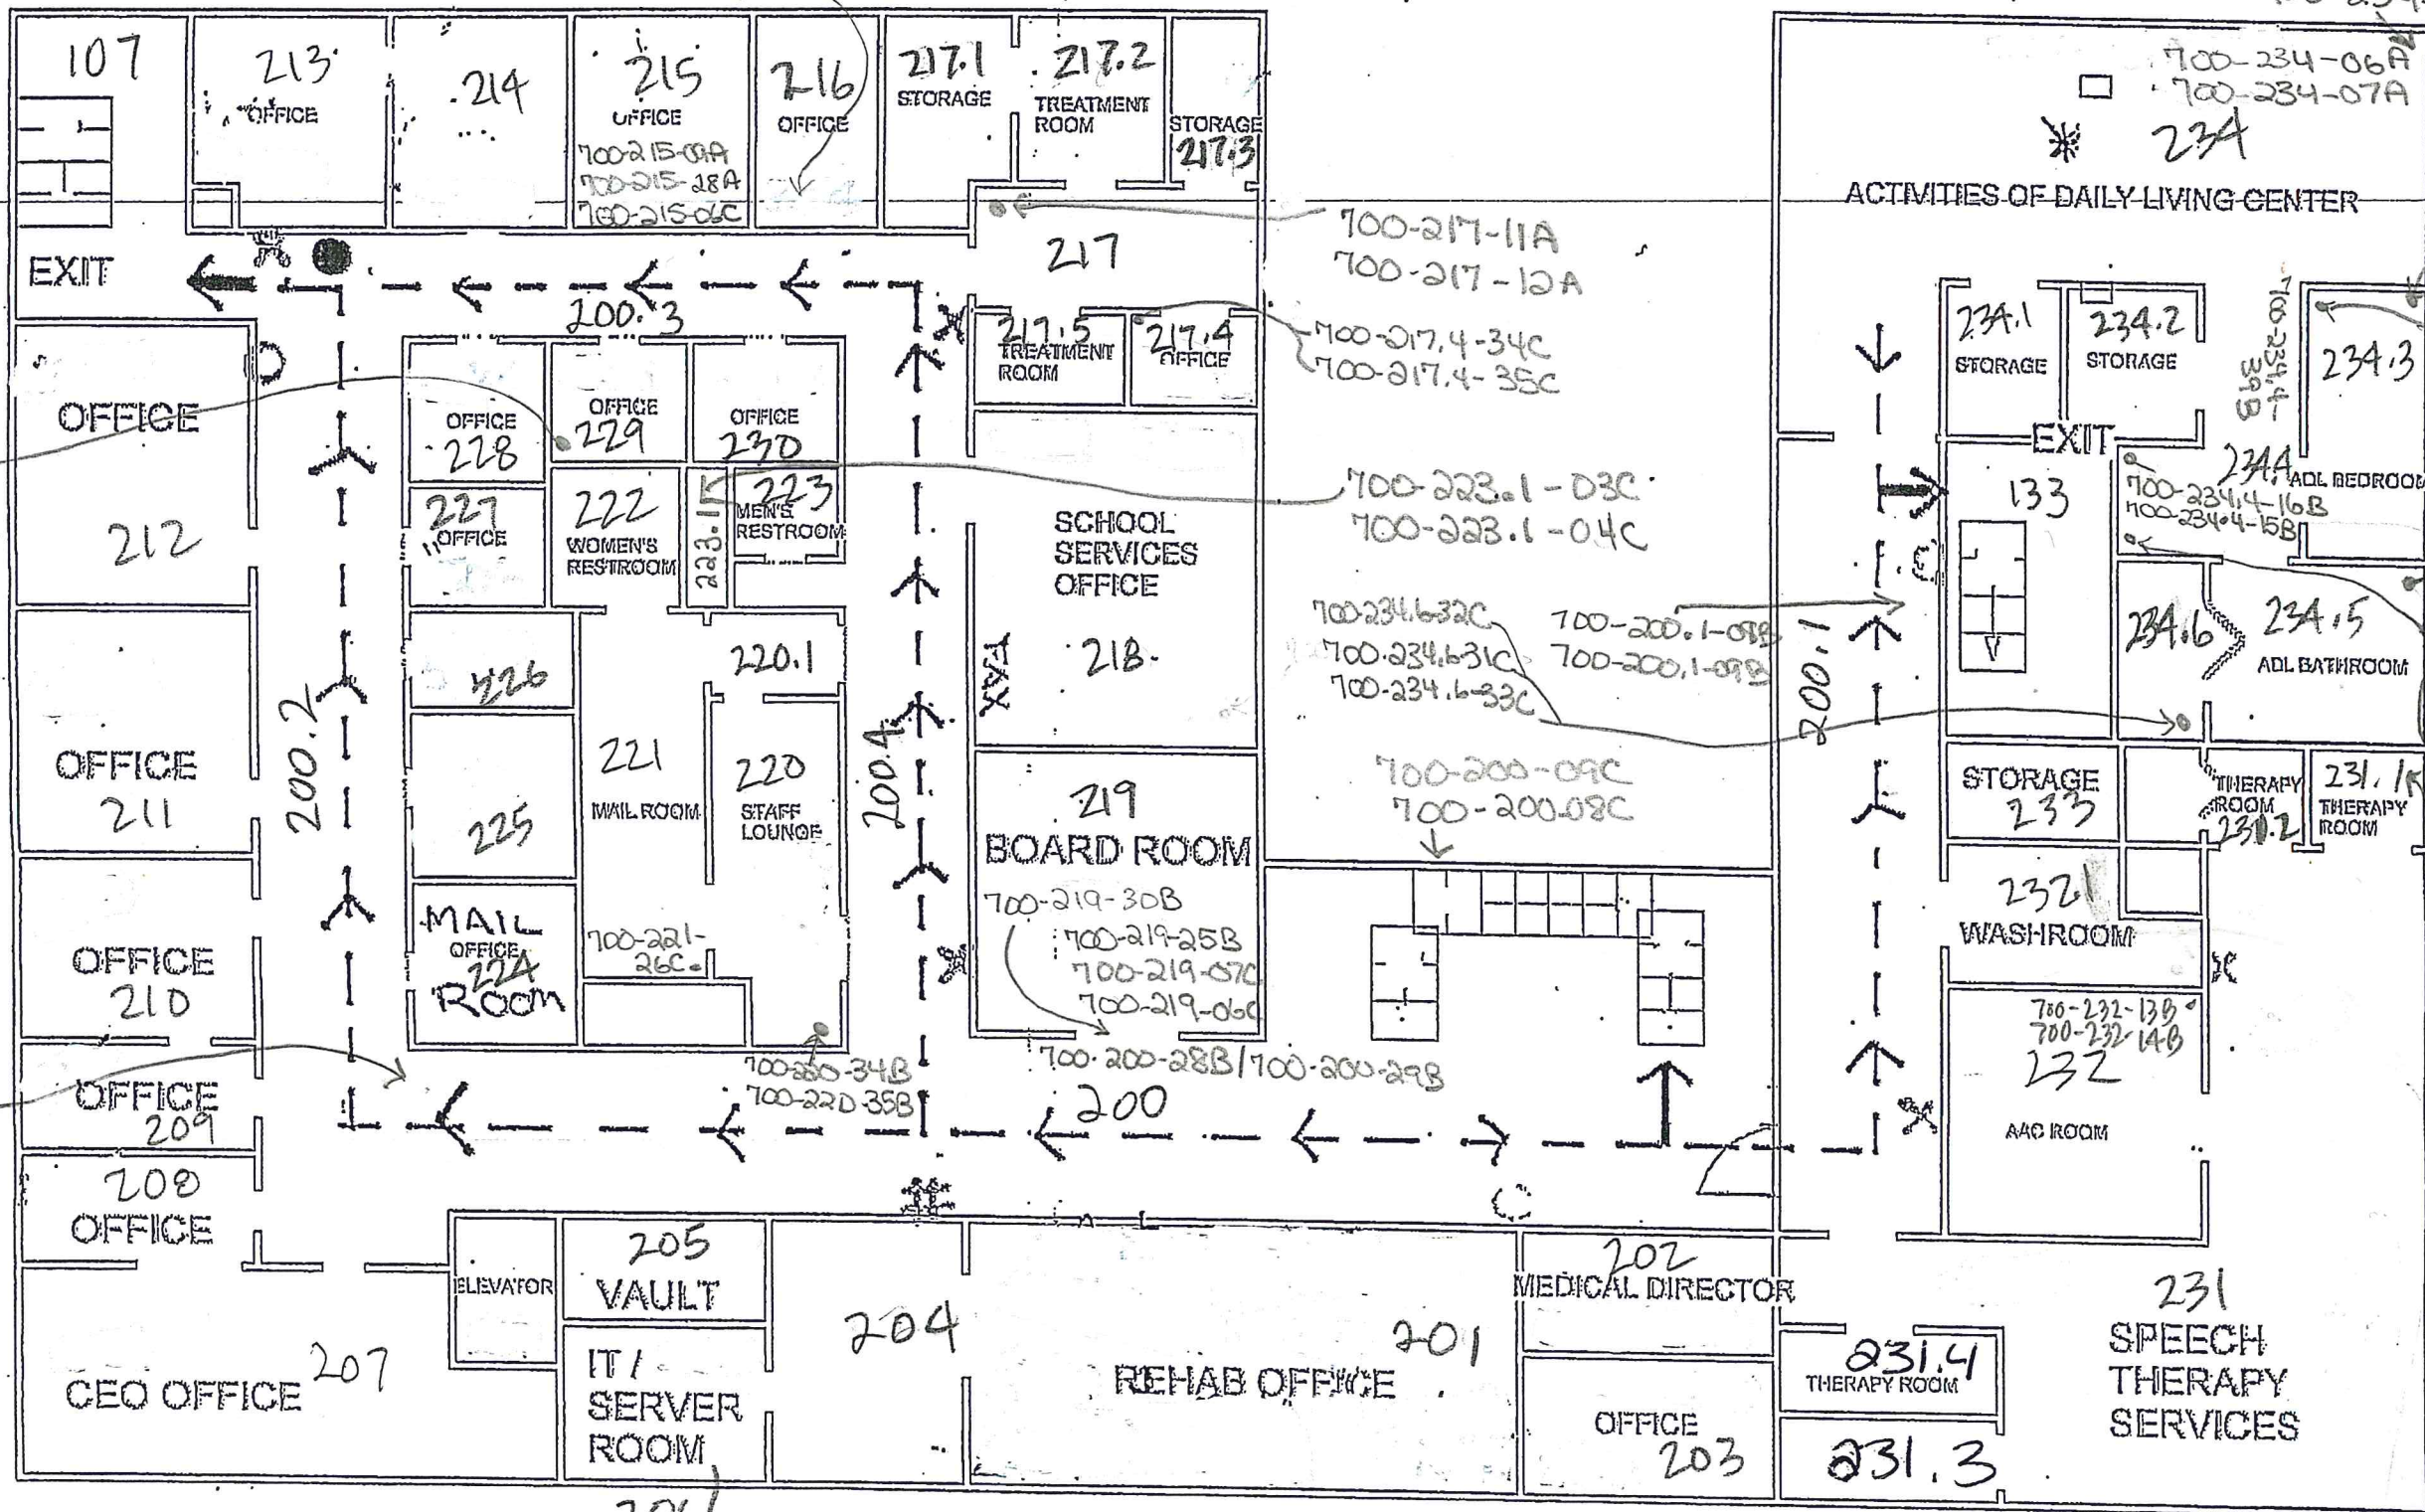 107
213
OFFICE
214
215
OFFICE
700-215-09A
700-215-28A
700-215-06C
216
OFFICE
217.1
STORAGE
217.2
TREATMENT
ROOM
STORAGE
217.3
700-234-06A
700-234-07A
234
ACTIVITIES OF DAILY LIVING CENTER
EXIT
200.3
217
700-217-11A
700-217-12A
217.5
TREATMENT
ROOM
217.4
OFFICE
700-217.4-34C
700-217.4-35C
234.1
STORAGE
234.2
STORAGE
700-234.4-
39B
234.3
OFFICE
212
OFFICE
228
OFFICE
229
OFFICE
230
227
OFFICE
222
WOMEN'S
RESTROOM
223.1
223
MEN'S
RESTROOM
SCHOOL
SERVICES
OFFICE
218
FAX
700-223.1-03C
700-223.1-04C
EXIT
133
234.4
ADL BEDROOM
700-234.4-16B
700-234.4-15B
700-234.6-32C
700-234.6-31C
700-234.6-33C
700-200.1-08B
700-200.1-09B
200.1
234.6
234.5
ADL BATHROOM
OFFICE
211
200.2
226
225
221
MAIL ROOM
220.1
220
STAFF
LOUNGE
200.4
219
BOARD ROOM
700-219-30B
700-219-25B
700-219-07C
700-219-06C
700-200-09C
700-200-08C
STORAGE
233
THERAPY
ROOM
231.2
231.1
THERAPY
ROOM
232.1
WASHROOM
OFFICE
210
MAIL
OFFICE
224
ROOM
700-221-
26C
700-232-13B
700-232-14B
232
AAC ROOM
OFFICE
209
700-220-34B
700-220-35B
700-200-28B/700-200-29B
200
208
OFFICE
ELEVATOR
205
VAULT
204
201
REHAB OFFICE
202
MEDICAL DIRECTOR
207
CEO OFFICE
IT /
SERVER
ROOM
OFFICE
203
231.4
THERAPY ROOM
231.3
231
SPEECH
THERAPY
SERVICES